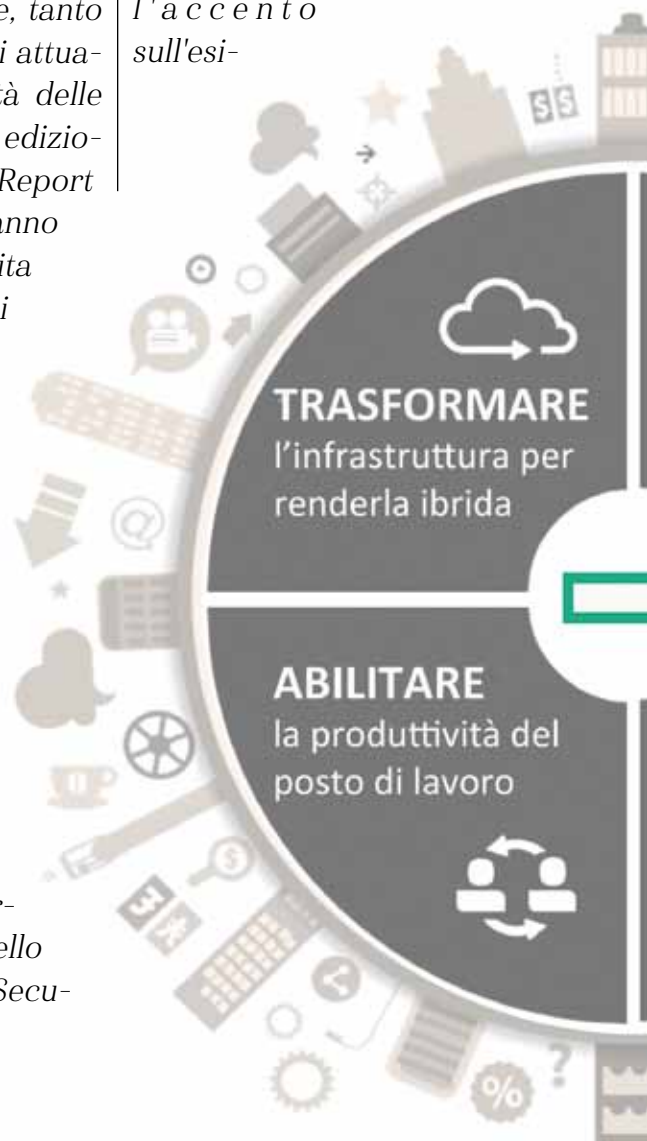 e, tanto
i attua-
tà delle
edizio-
Report
anno
ita
i
ello
Secu-
l'accento
sull'esi-
$$
TRASFORMARE
l’infrastruttura per
renderla ibrida
@
ABILITARE
la produttività del
posto di lavoro
$
%
?